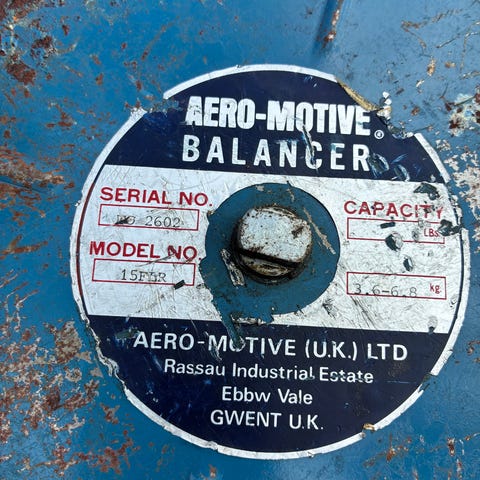 AERO-MOTIVE®
BALANCER
SERIAL NO.
2602
MODEL NO
CAPACITY
LBS
3.6-6.8 kg
AERO-MOTIVE (U.K.) LTD
Rassau Industrial Estate
Ebbw Vale
GWENT U.K.